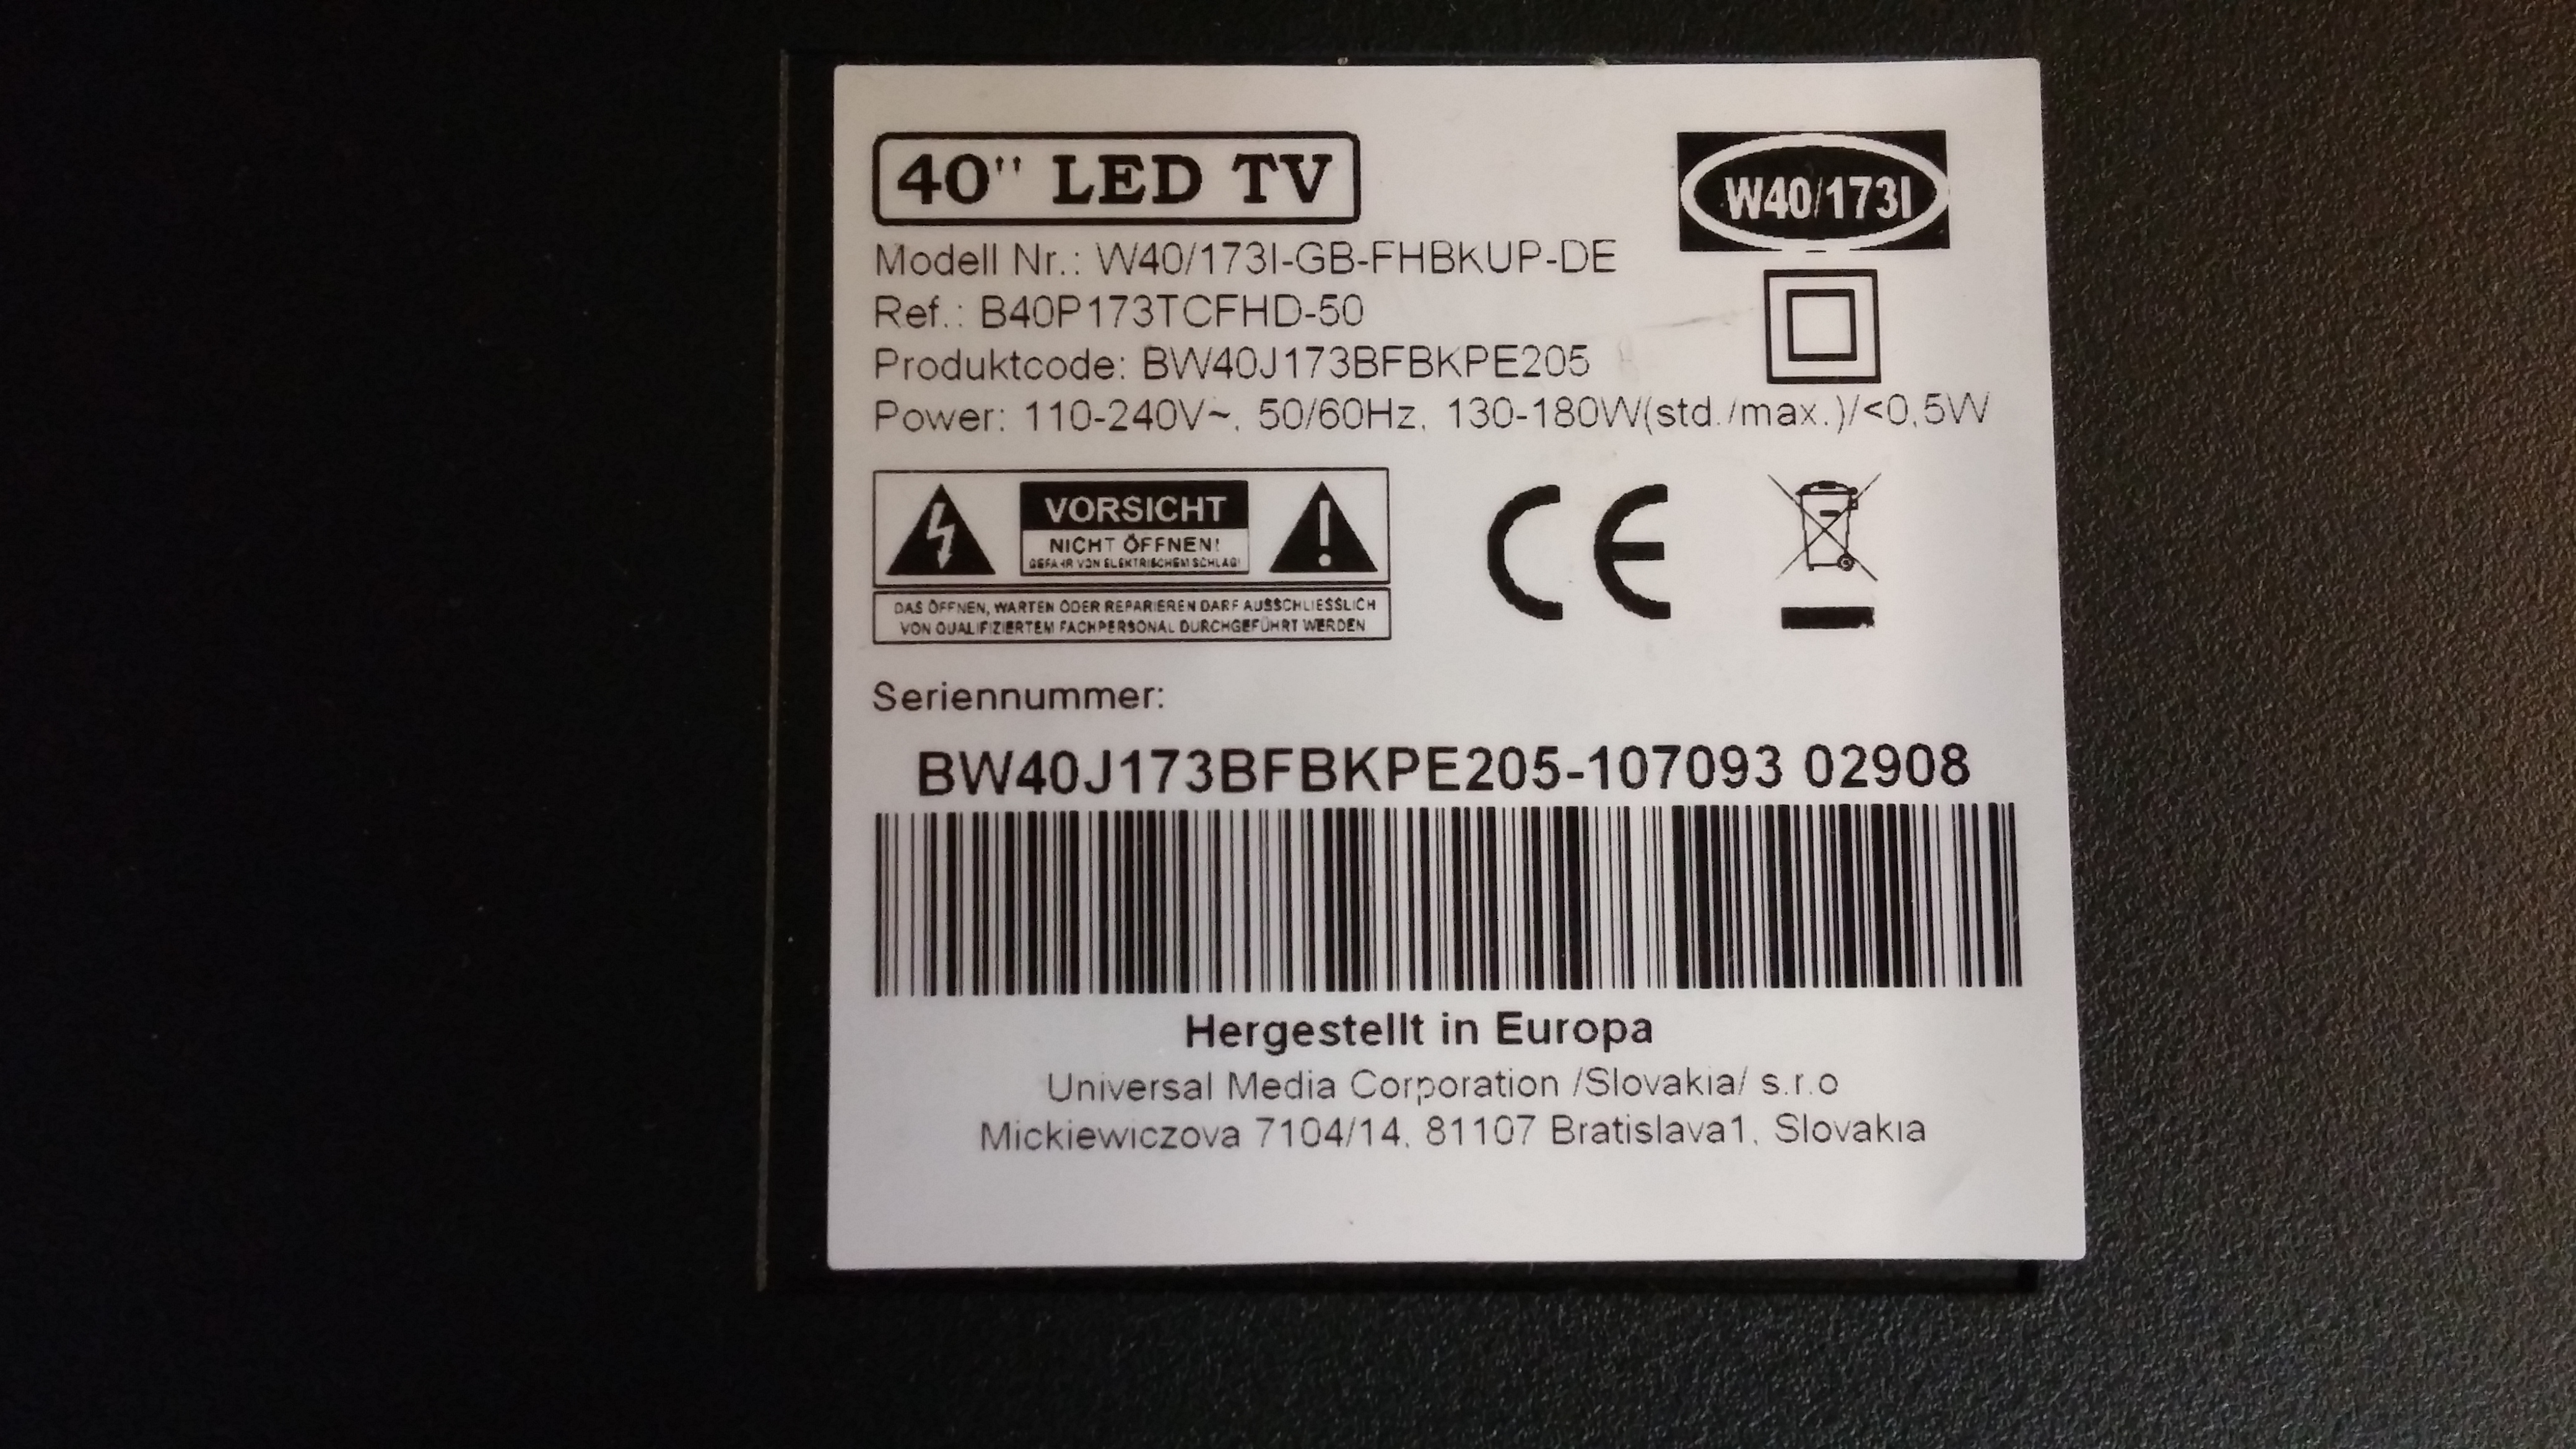 40" LED TV
W40/173I
Modell Nr.: W40/173I-GB-FHBKUP-DE
Ref.: B40P173TCFHD-50
Produktcode: BW40J173BFBKPE205
Power: 110-240V~, 50/60Hz, 130-180W(std./max.)/<0,5W
VORSICHT
NICHT ÖFFNEN!
GEFAHR VON ELEKTRISCHEM SCHLAG!
DAS ÖFFNEN, WARTEN ODER REPARIEREN DARF AUSSCHLIESSLICH
VON QUALIFIZIERTEM FACHPERSONAL DURCHGEFÜHRT WERDEN
CE
Seriennummer:
BW40J173BFBKPE205-107093 02908
Hergestellt in Europa
Universal Media Corporation /Slovakia/ s.r.o
Mickiewiczova 7104/14, 81107 Bratislava1, Slovakia